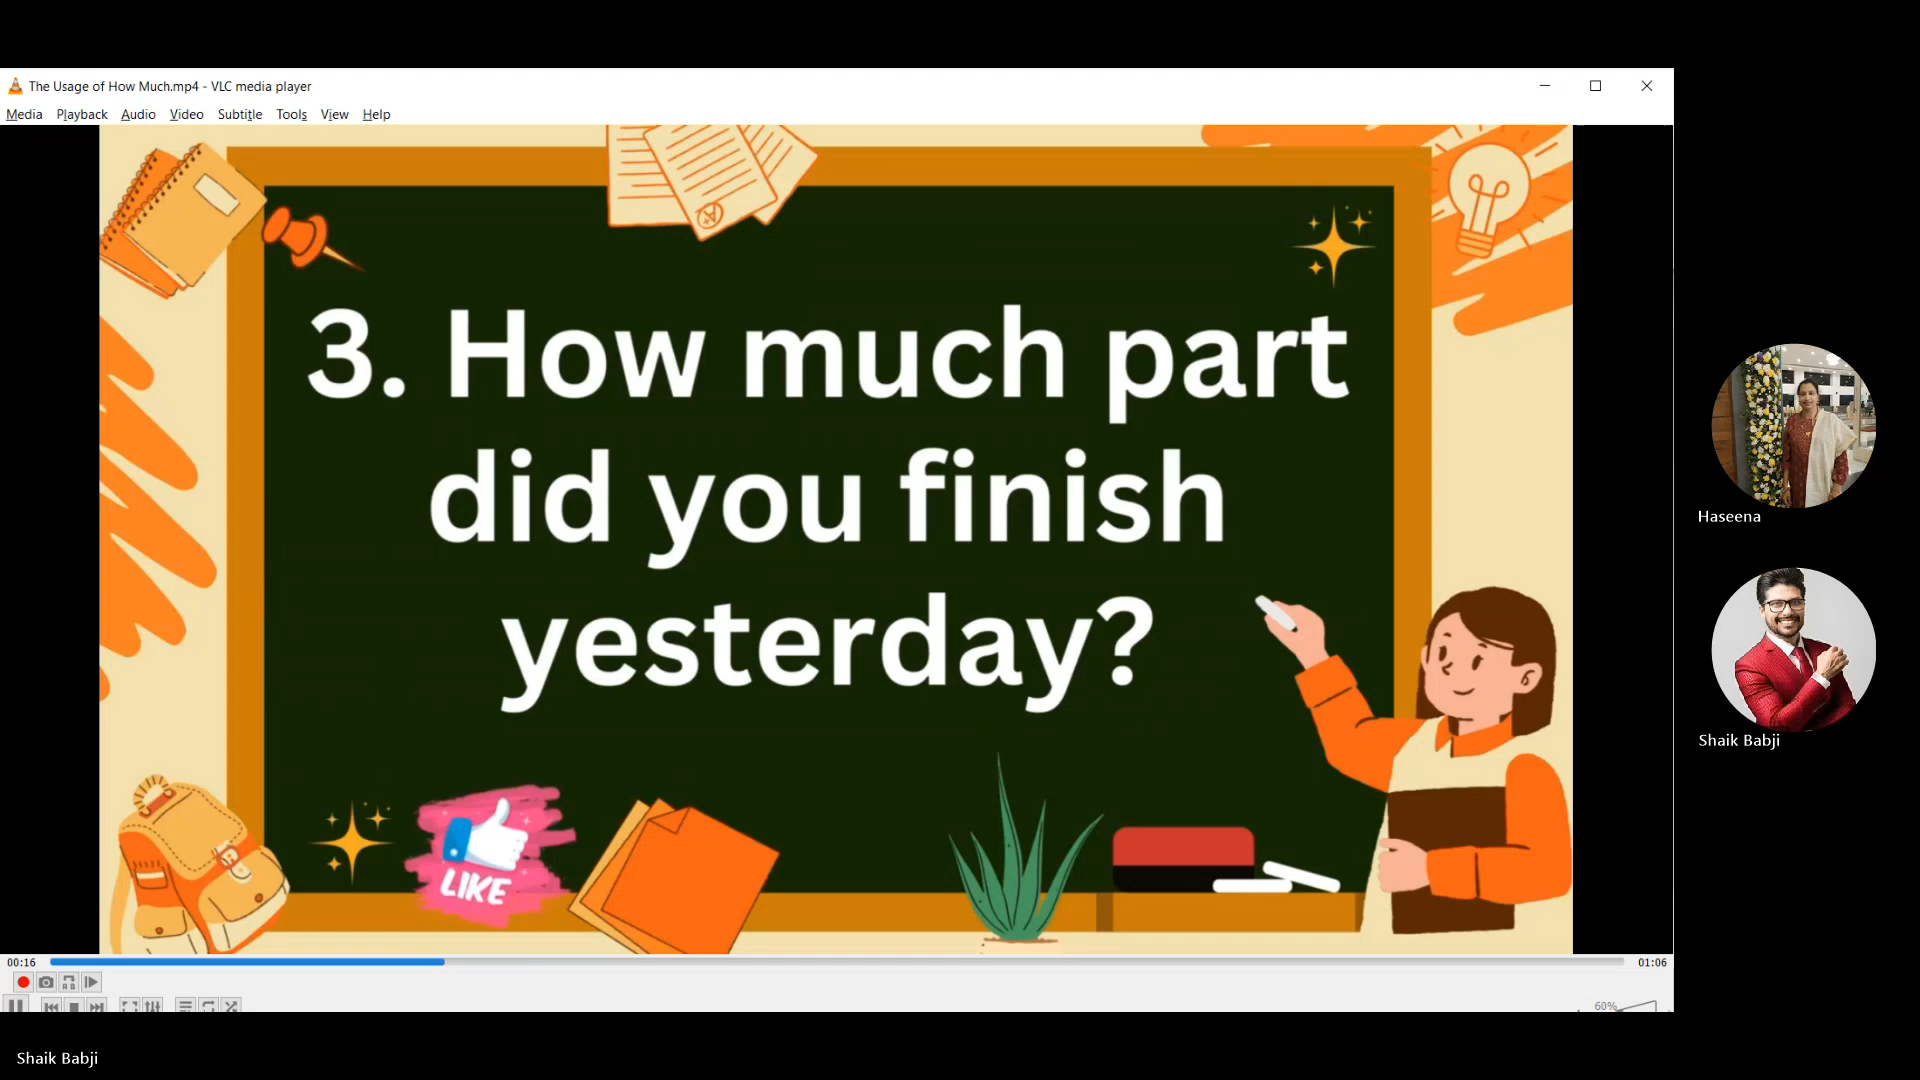 The Usage of How Much.mp4 - VLC media player
Media Playback Audio Video Subtitle Tools View Help
A+
3. How much part
did you finish
yesterday?
LIKE
Haseena
Shaik Babji
00:16
01:06
A B
60%
Shaik Babji